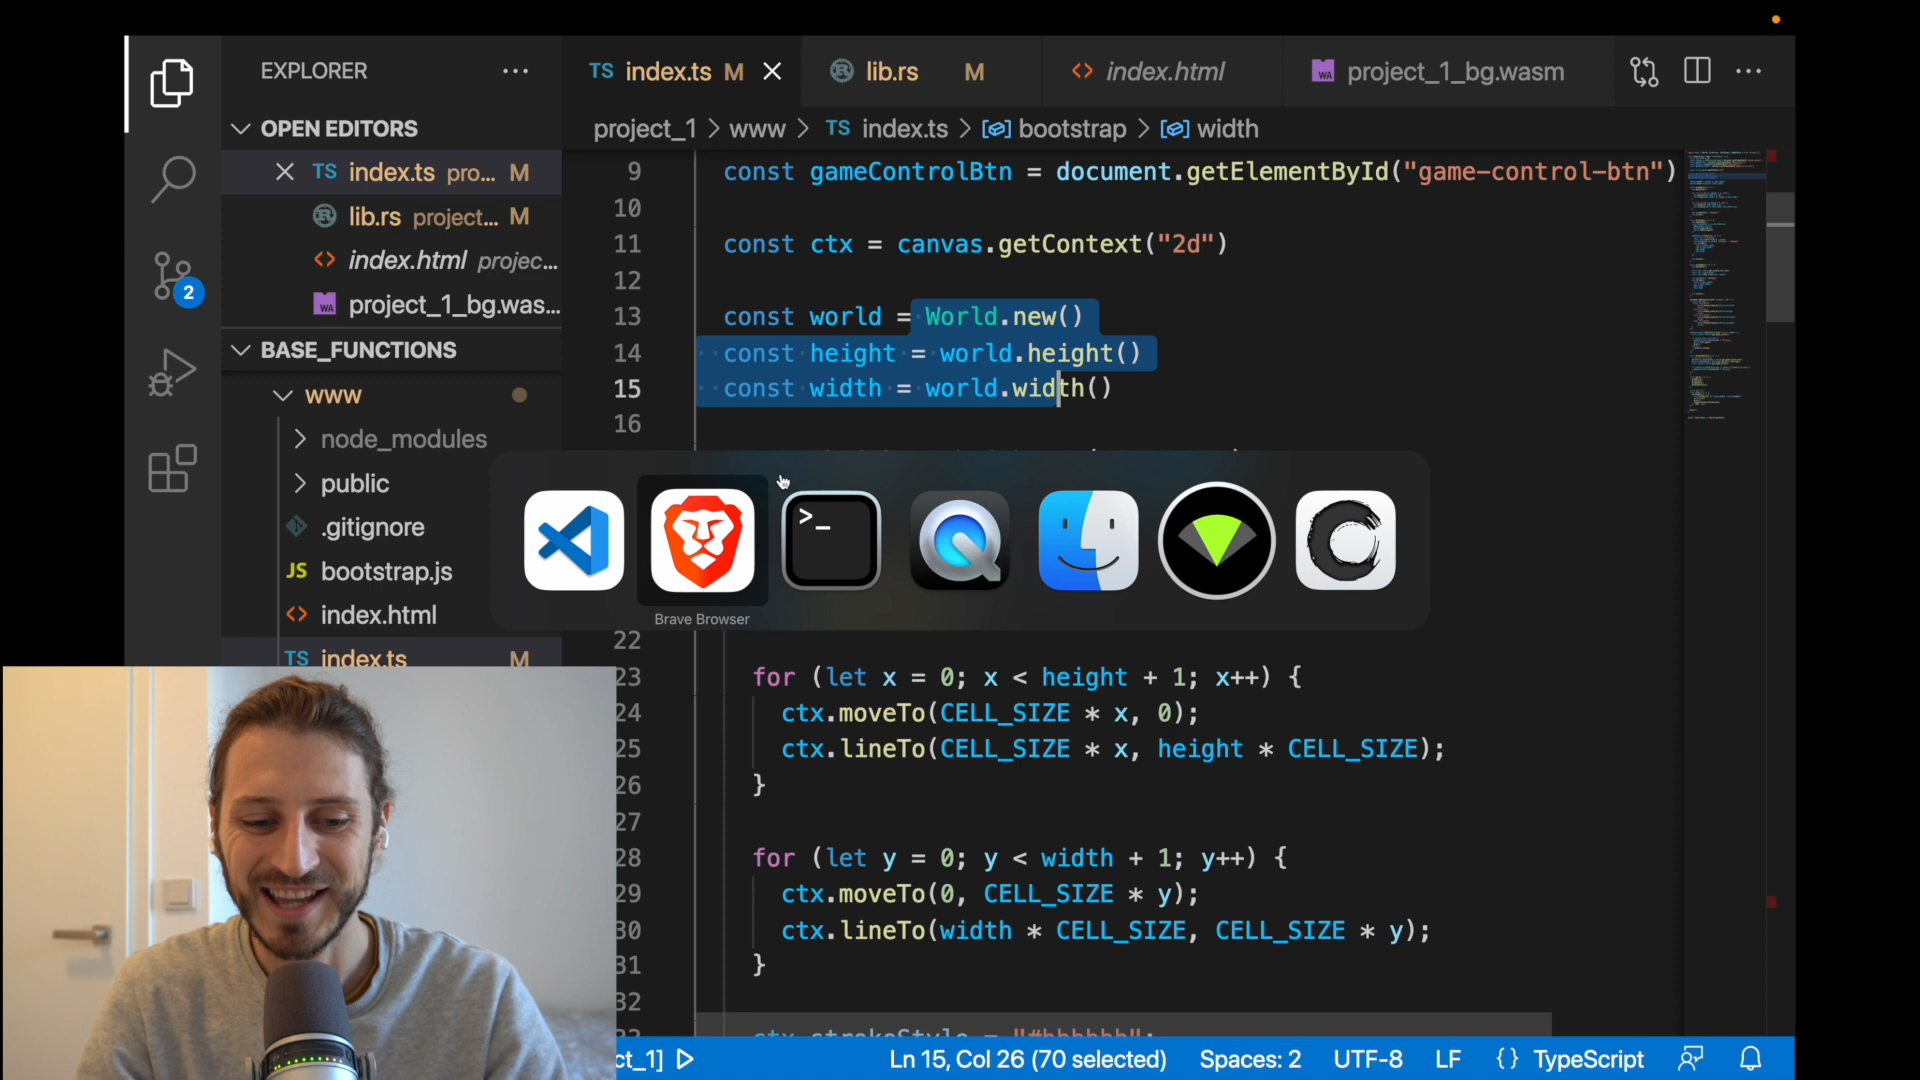 EXPLORER
TS index.ts M
lib.rs M
<> index.html
WA project_1_bg.wasm
OPEN EDITORS
project_1 > www > TS index.ts > bootstrap > width
TS index.ts pro... M
lib.rs project... M
<> index.html projec...
WA project_1_bg.was...
BASE_FUNCTIONS
www
node_modules
public
.gitignore
JS bootstrap.js
<> index.html
TS index.ts M
9 const gameControlBtn = document.getElementById("game-control-btn")
10
11 const ctx = canvas.getContext("2d")
12
13 const world = World.new()
14 const height = world.height()
15 const width = world.width()
16
>_
Brave Browser
22
23 for (let x = 0; x < height + 1; x++) {
24 ctx.moveTo(CELL_SIZE * x, 0);
25 ctx.lineTo(CELL_SIZE * x, height * CELL_SIZE);
26 }
27
28 for (let y = 0; y < width + 1; y++) {
29 ctx.moveTo(0, CELL_SIZE * y);
30 ctx.lineTo(width * CELL_SIZE, CELL_SIZE * y);
31 }
32
2
ct_1]
Ln 15, Col 26 (70 selected)
Spaces: 2
UTF-8
LF
{} TypeScript